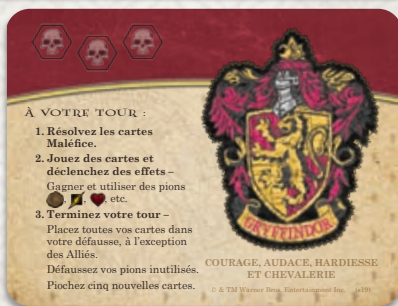 À VOTRE TOUR :
1. Résolvez les cartes
Maléfice.
2. Jouez des cartes et
déclenchez des effets –
Gagner et utiliser des pions
, , , etc.
3. Terminez votre tour –
Placez toutes vos cartes dans
votre défausse, à l'exception
des Alliés.
Défaussez vos pions inutilisés.
Piochez cinq nouvelles cartes.
GRYFFINDOR
COURAGE, AUDACE, HARDIESSE
ET CHEVALERIE
© & TM Warner Bros. Entertainment Inc.